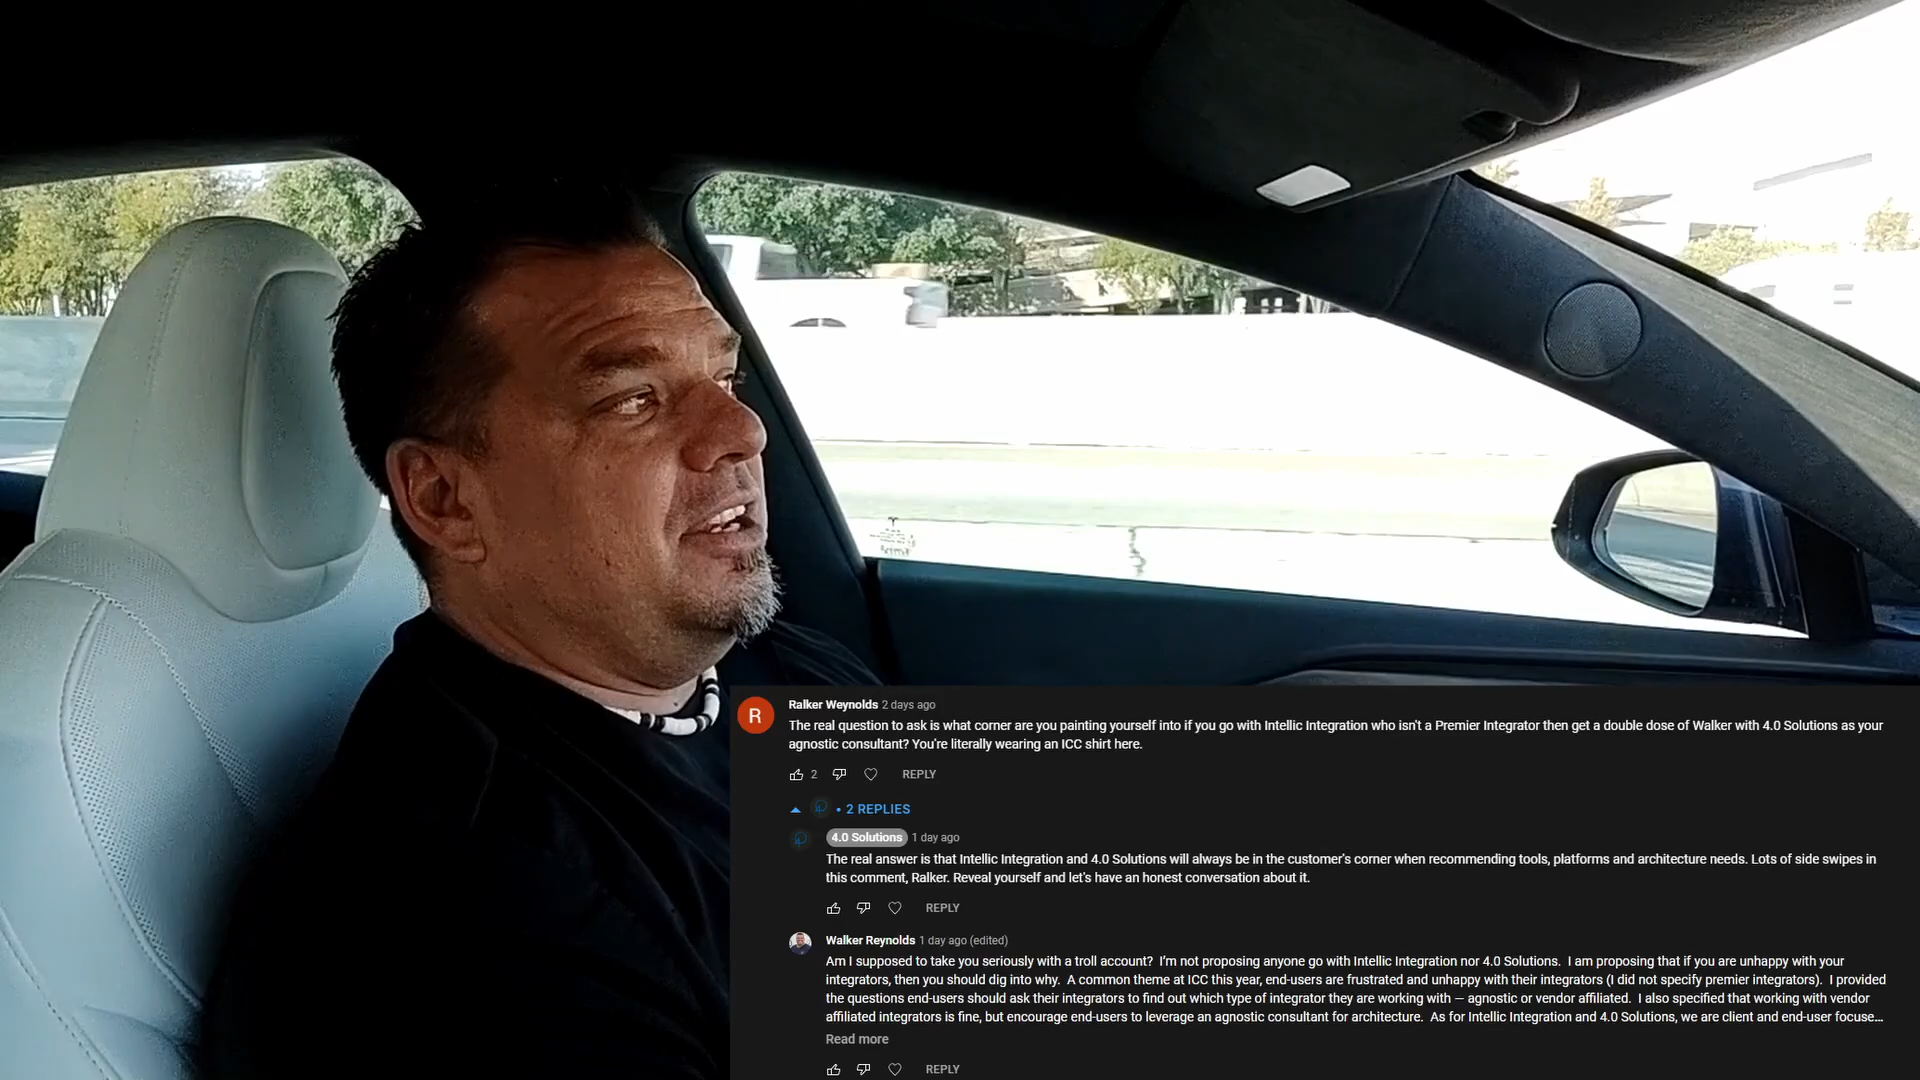 Ralker Weynolds 2 days ago
The real question to ask is what corner are you painting yourself into if you go with Intellic Integration who isn't a Premier Integrator then get a double dose of Walker with 4.0 Solutions as your
agnostic consultant? You're literally wearing an ICC shirt here.
2 REPLY
• 2 REPLIES
4.0 Solutions 1 day ago
The real answer is that Intellic Integration and 4.0 Solutions will always be in the customer's corner when recommending tools, platforms and architecture needs. Lots of side swipes in
this comment, Ralker. Reveal yourself and let's have an honest conversation about it.
REPLY
Walker Reynolds 1 day ago (edited)
Am I supposed to take you seriously with a troll account? I'm not proposing anyone go with Intellic Integration nor 4.0 Solutions. I am proposing that if you are unhappy with your
integrators, then you should dig into why. A common theme at ICC this year, end-users are frustrated and unhappy with their integrators (I did not specify premier integrators). I provided
the questions end-users should ask their integrators to find out which type of integrator they are working with — agnostic or vendor affiliated. I also specified that working with vendor
affiliated integrators is fine, but encourage end-users to leverage an agnostic consultant for architecture. As for Intellic Integration and 4.0 Solutions, we are client and end-user focuse...
Read more
REPLY
R